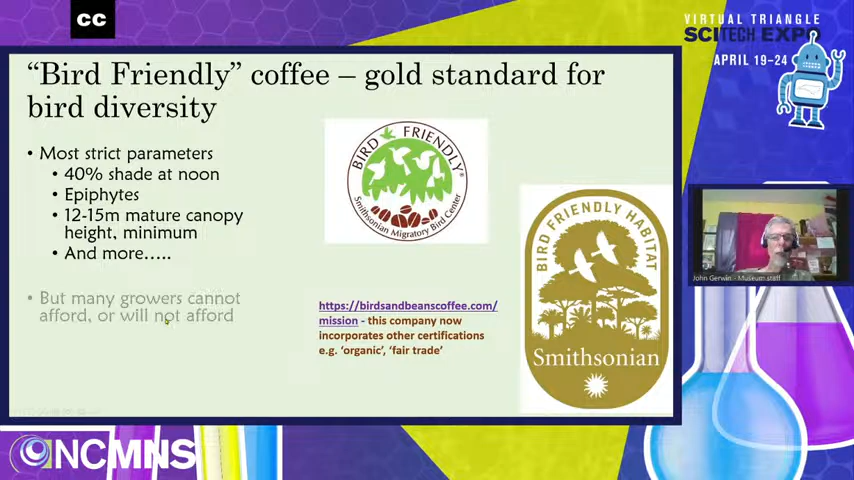 CC
VIRTUAL TRIANGLE
SCITECH EXPO
APRIL 19-24
“Bird Friendly” coffee – gold standard for
bird diversity
• Most strict parameters
• 40% shade at noon
• Epiphytes
• 12-15m mature canopy
height, minimum
• And more…..
• But many growers cannot
afford, or will not afford
BIRD FRIENDLY®
Smithsonian Migratory Bird Center
https://birdsandbeanscoffee.com/
mission - this company now
incorporates other certifications
e.g. ‘organic’, ‘fair trade’
BIRD FRIENDLY HABITAT
Smithsonian
John Gerwin - Museum staff
NCMNS